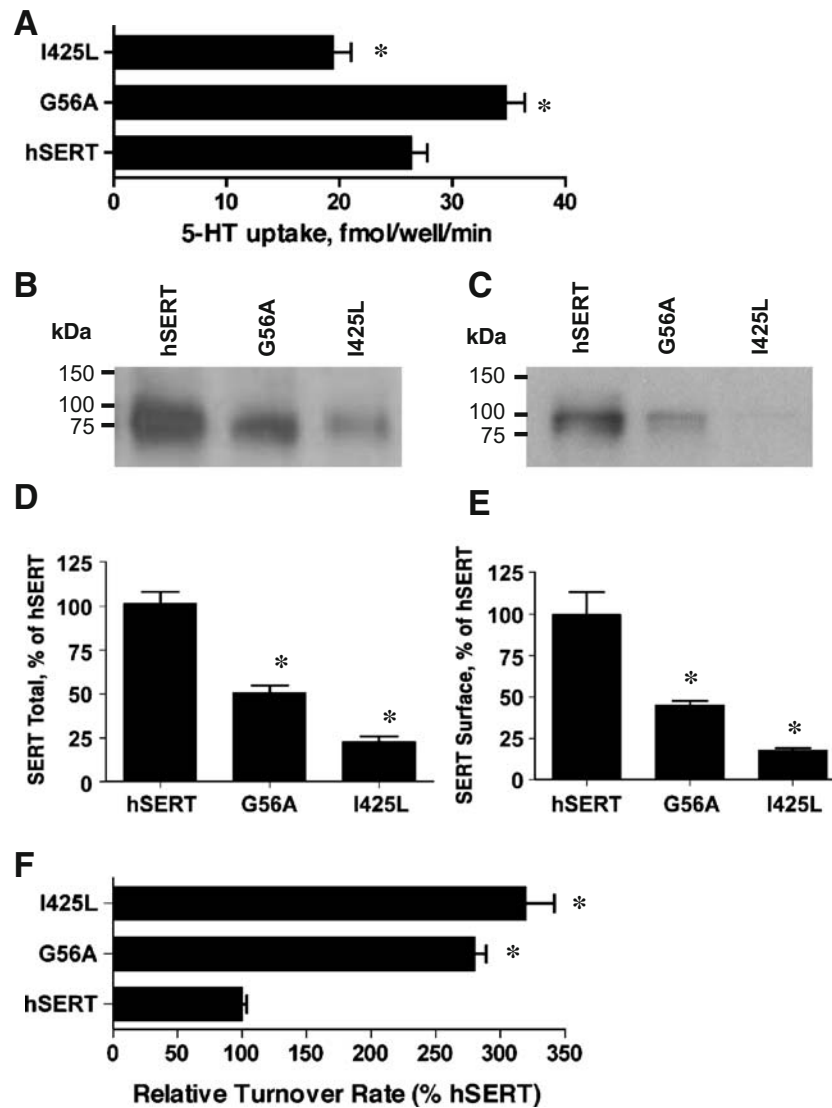 A
I425L
*
G56A
*
hSERT
0 10 20 30 40
5-HT uptake, fmol/well/min
B
kDa
hSERT
G56A
I425L
150
100
75
C
kDa
hSERT
G56A
I425L
150
100
75
D
SERT Total, % of hSERT
125
100
75
50
25
0
*
*
hSERT G56A I425L
E
SERT Surface, % of hSERT
125
100
75
50
25
0
*
*
hSERT G56A I425L
F
I425L
*
G56A
*
hSERT
0 50 100 150 200 250 300 350
Relative Turnover Rate (% hSERT)